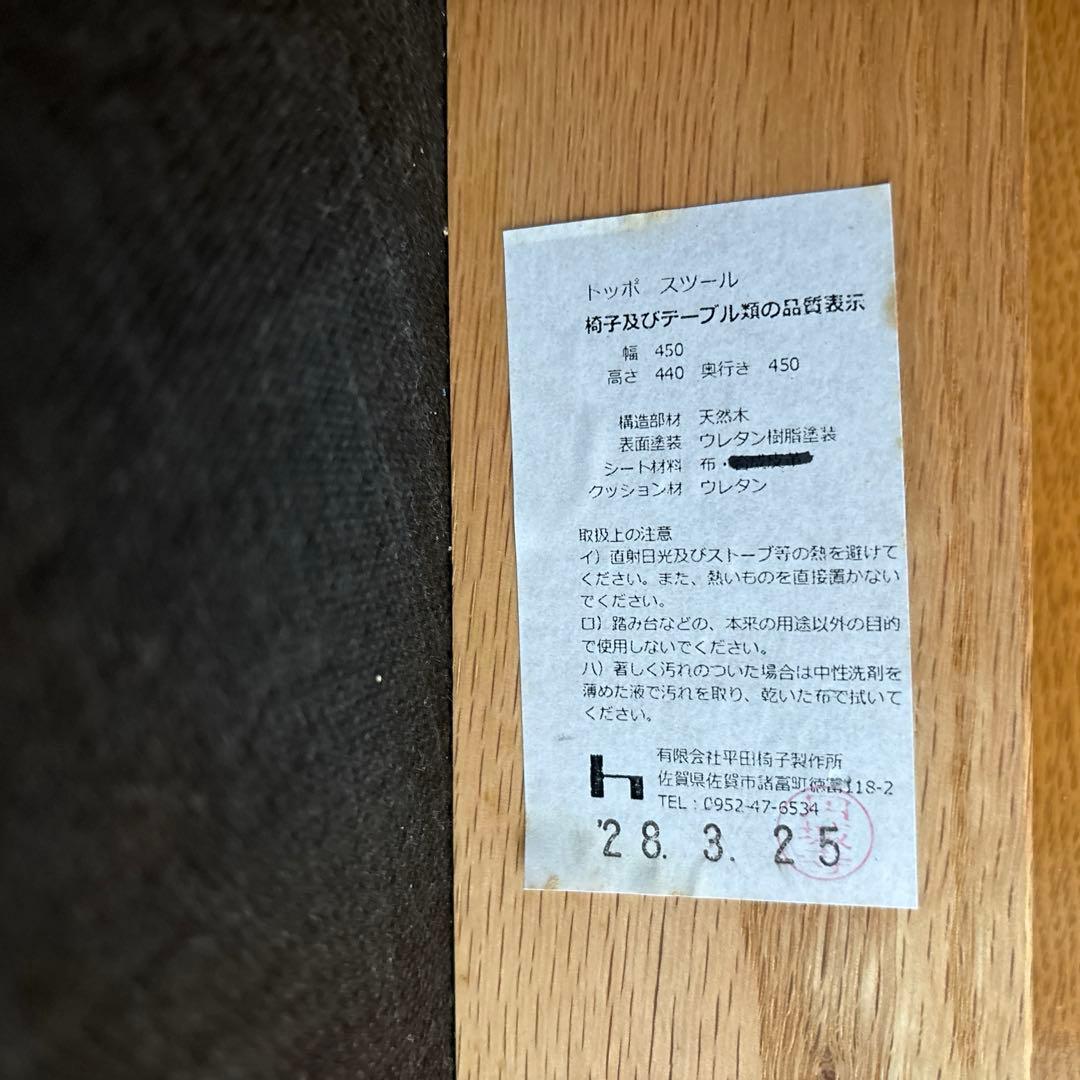 トッポ スツール
椅子及びテーブル類の品質表示
幅 450
高さ 440 奥行き 450
構造部材 天然木
表面塗装 ウレタン樹脂塗装
シート材料 布・
クッション材 ウレタン
取扱上の注意
イ）直射日光及びストーブ等の熱を避けて
ください。また、熱いものを直接置かない
でください。
ロ）踏み台などの、本来の用途以外の目的
で使用しないでください。
ハ）著しく汚れのついた場合は中性洗剤を
薄めた液で汚れを取り、乾いた布で拭いて
ください。
有限会社平田椅子製作所
佐賀県佐賀市諸富町徳富118-2
TEL：0952-47-6534
'28. 3. 25